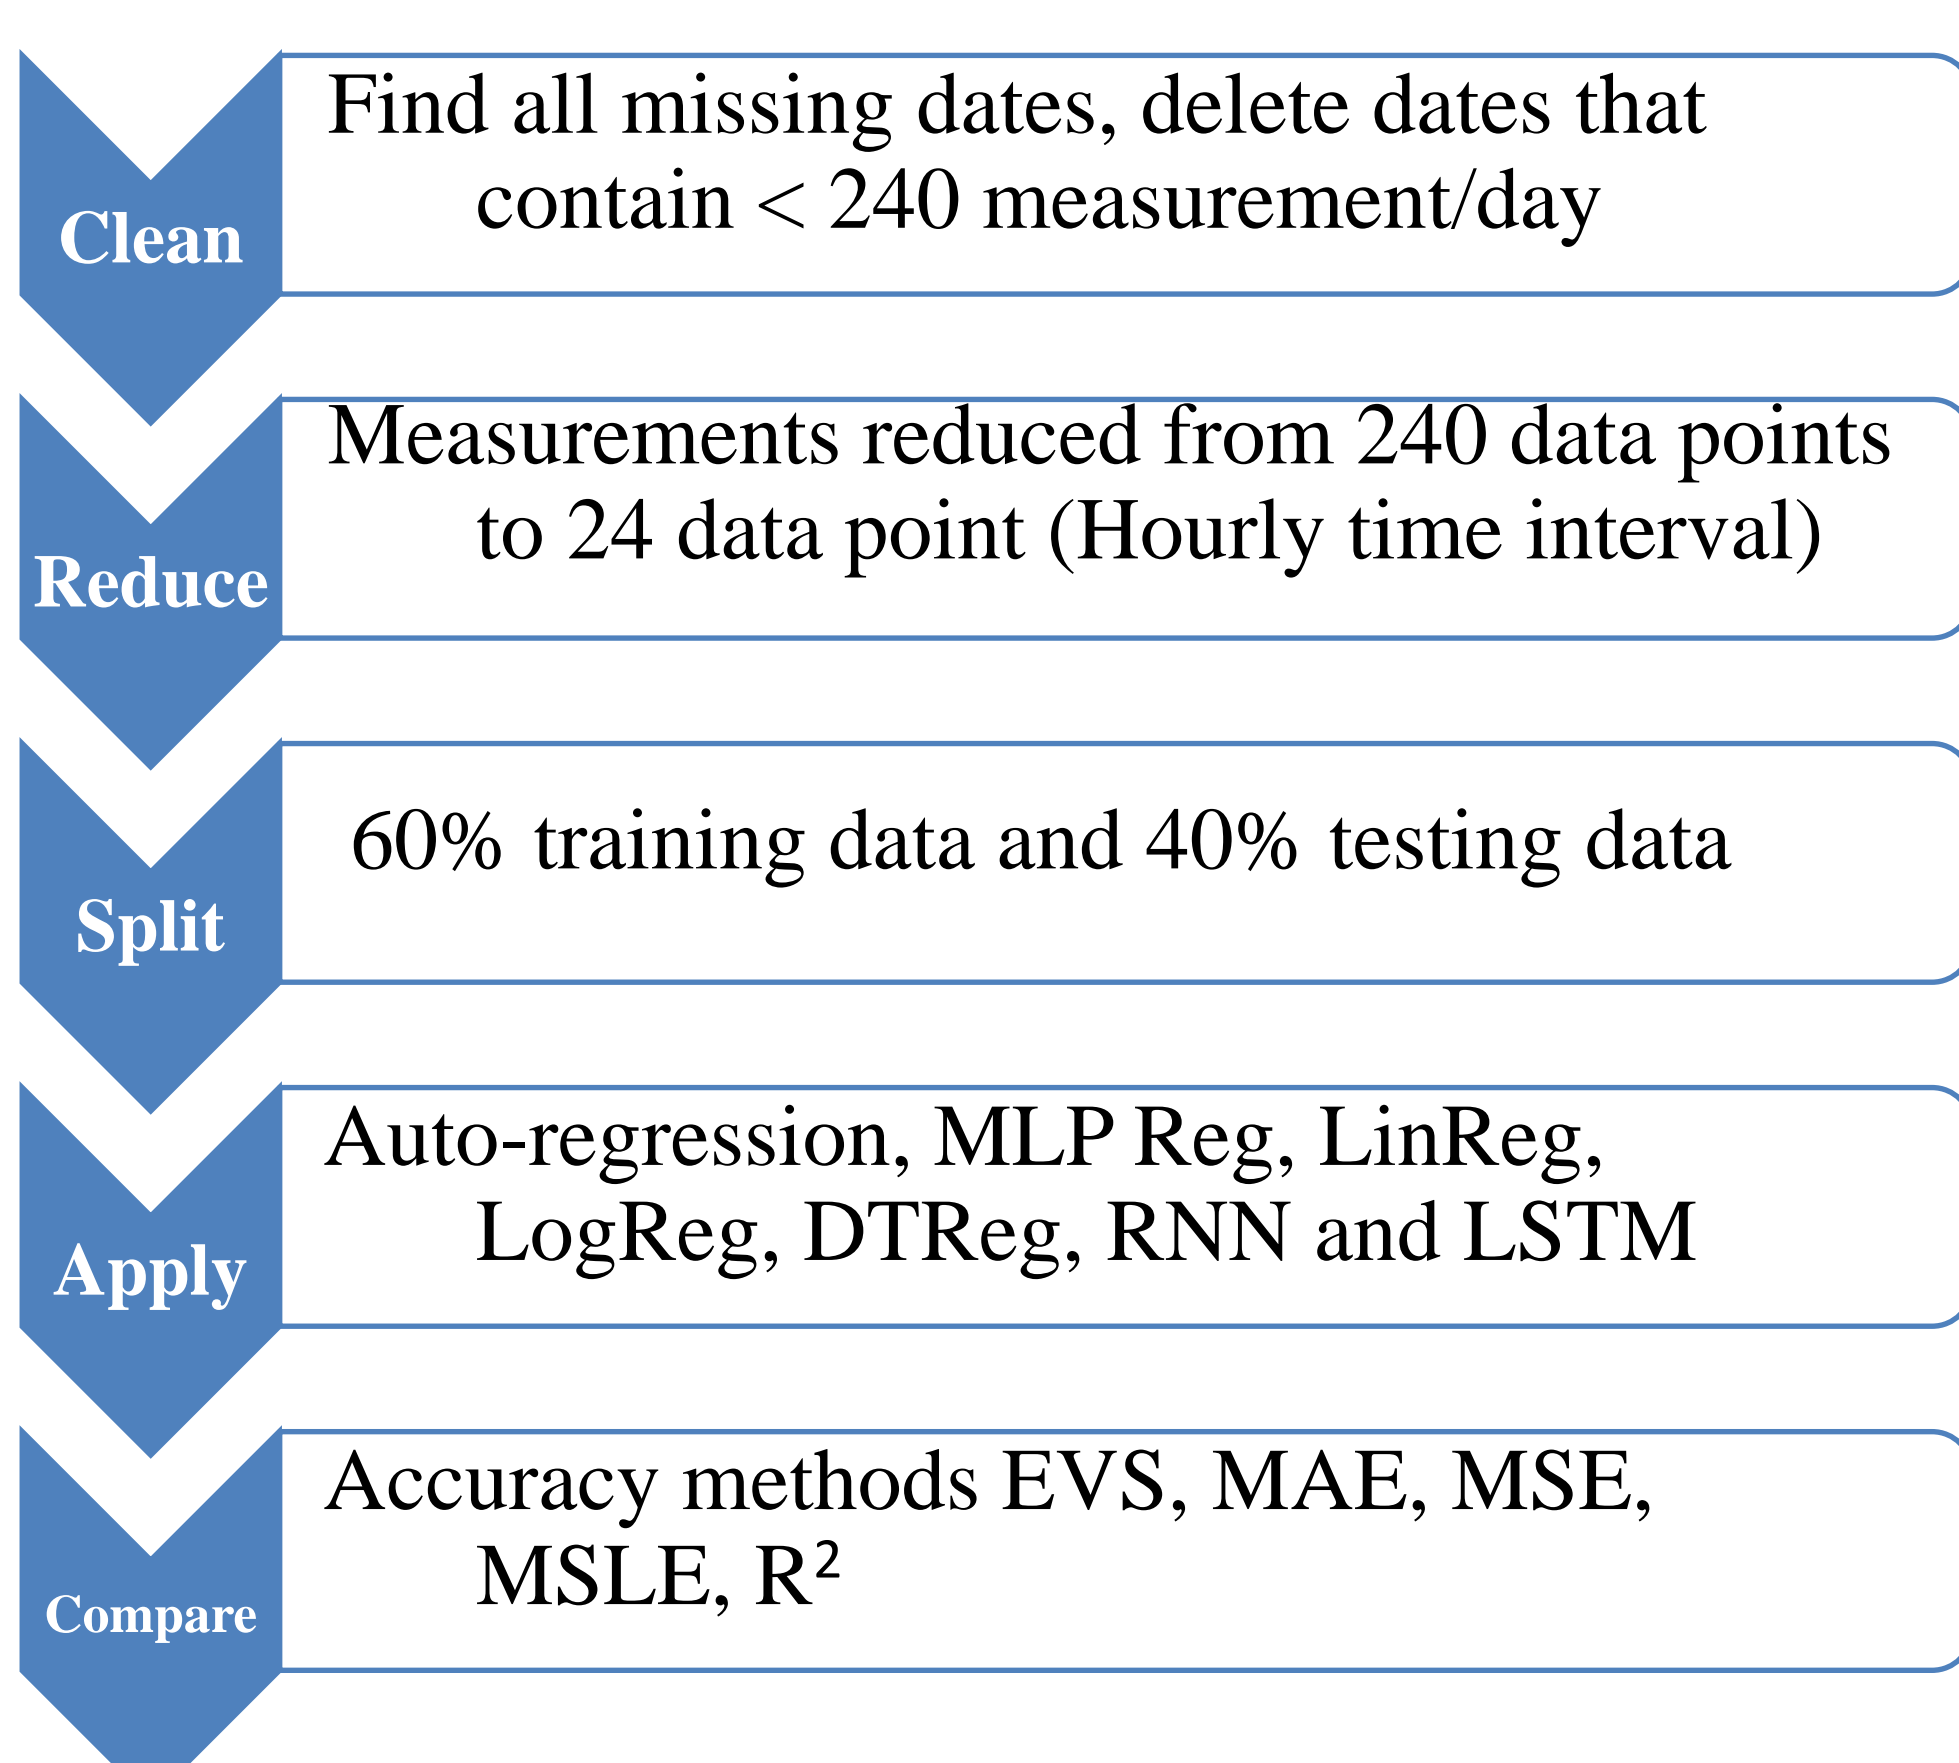 Clean
Find all missing dates, delete dates that
contain < 240 measurement/day
Reduce
Measurements reduced from 240 data points
to 24 data point (Hourly time interval)
Split
60% training data and 40% testing data
Apply
Auto-regression, MLP Reg, LinReg,
LogReg, DTReg, RNN and LSTM
Compare
Accuracy methods EVS, MAE, MSE,
MSLE, R²